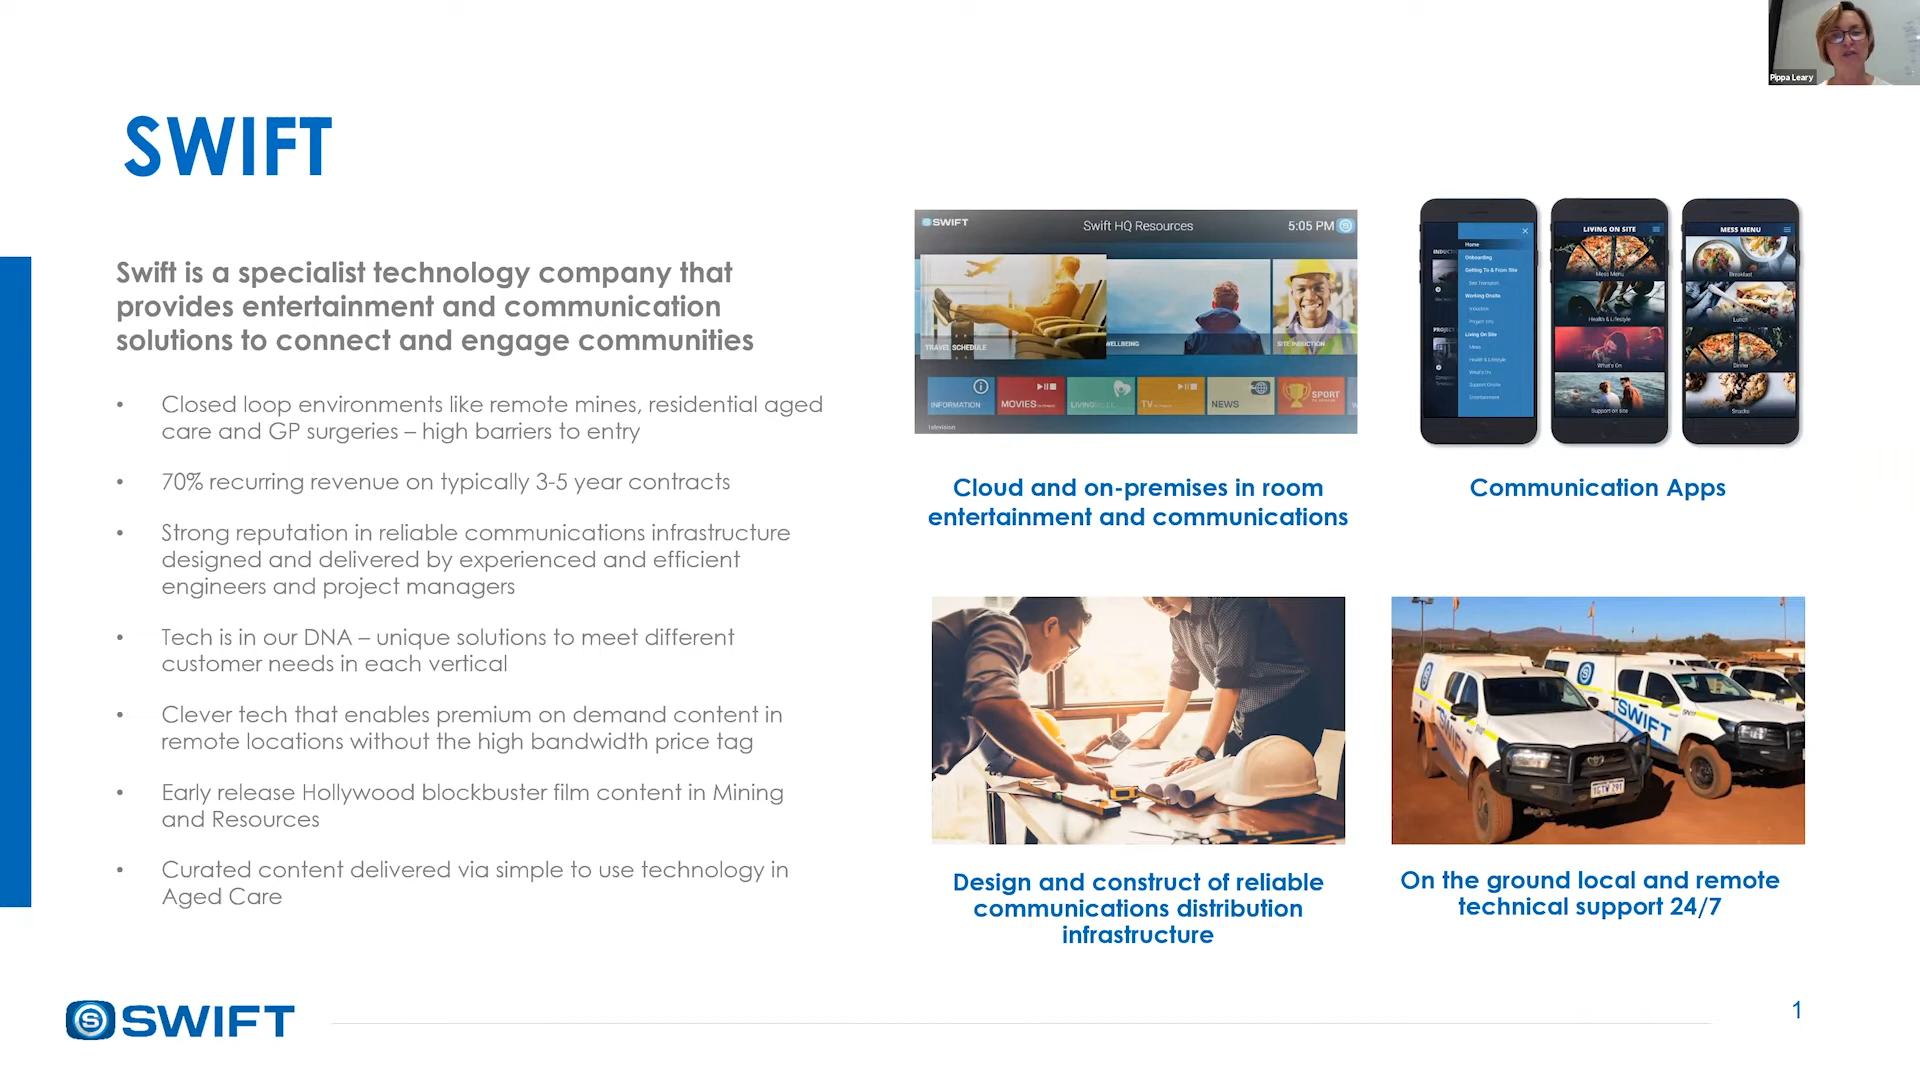 Pippa Leary
SWIFT
Swift is a specialist technology company that
provides entertainment and communication
solutions to connect and engage communities
• Closed loop environments like remote mines, residential aged
care and GP surgeries – high barriers to entry
• 70% recurring revenue on typically 3-5 year contracts
• Strong reputation in reliable communications infrastructure
designed and delivered by experienced and efficient
engineers and project managers
• Tech is in our DNA – unique solutions to meet different
customer needs in each vertical
• Clever tech that enables premium on demand content in
remote locations without the high bandwidth price tag
• Early release Hollywood blockbuster film content in Mining
and Resources
• Curated content delivered via simple to use technology in
Aged Care
SWIFT
Swift HQ Resources
5:05 PM
TRAVEL SCHEDULE
WELLBEING
SITE INDUCTION
INFORMATION
MOVIES
TV
NEWS
SPORT
Television
Cloud and on-premises in room
entertainment and communications
Home
Onboarding
Getting To & From Site
Site Transport
Working Onsite
Induction
Living On Site
Mess
Health & Lifestyle
What's On
Support Onsite
Entertainment
LIVING ON SITE
Mess Menu
Health & Lifestyle
What's On
Support on site
MESS MENU
Breakfast
Lunch
Dinner
Snacks
Communication Apps
Design and construct of reliable
communications distribution
infrastructure
SWIFT
SWIFT
On the ground local and remote
technical support 24/7
SWIFT
1